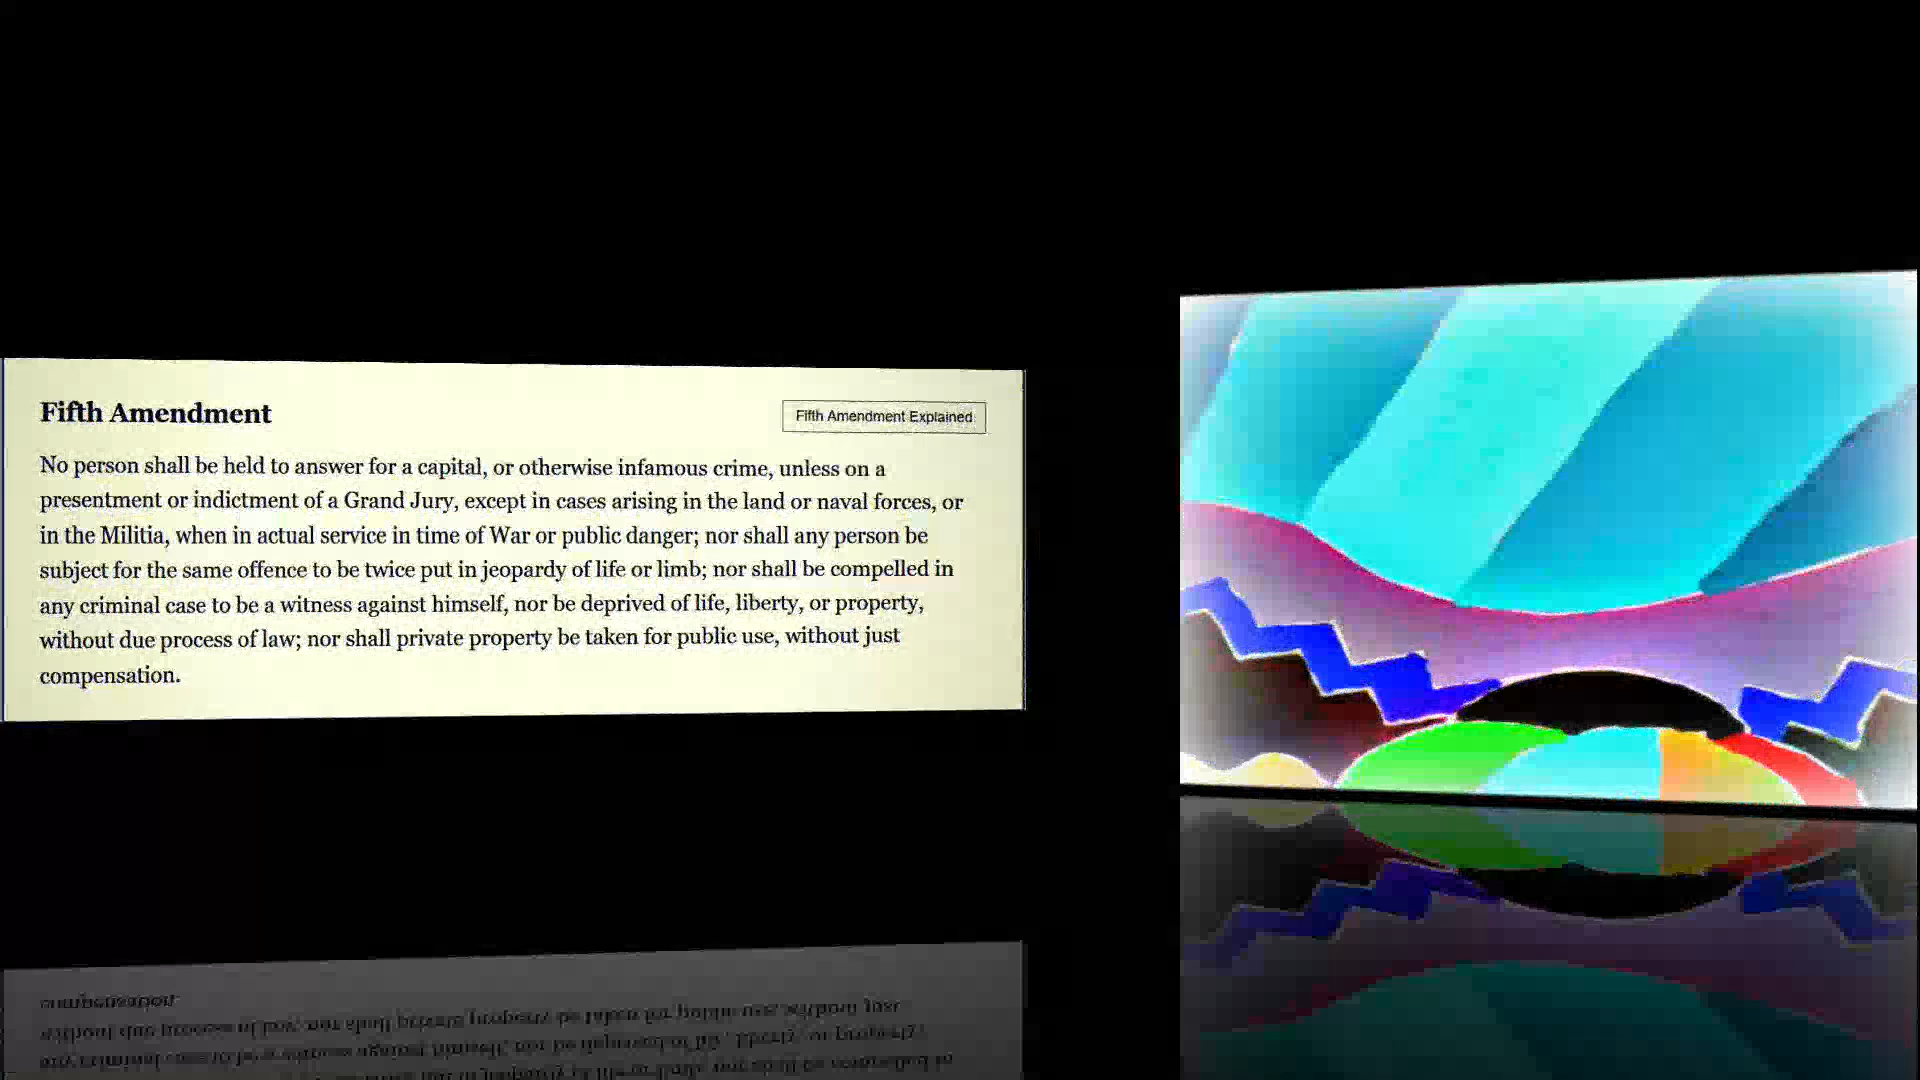 Fifth Amendment
Fifth Amendment Explained
No person shall be held to answer for a capital, or otherwise infamous crime, unless on a
presentment or indictment of a Grand Jury, except in cases arising in the land or naval forces, or
in the Militia, when in actual service in time of War or public danger; nor shall any person be
subject for the same offence to be twice put in jeopardy of life or limb; nor shall be compelled in
any criminal case to be a witness against himself, nor be deprived of life, liberty, or property,
without due process of law; nor shall private property be taken for public use, without just
compensation.